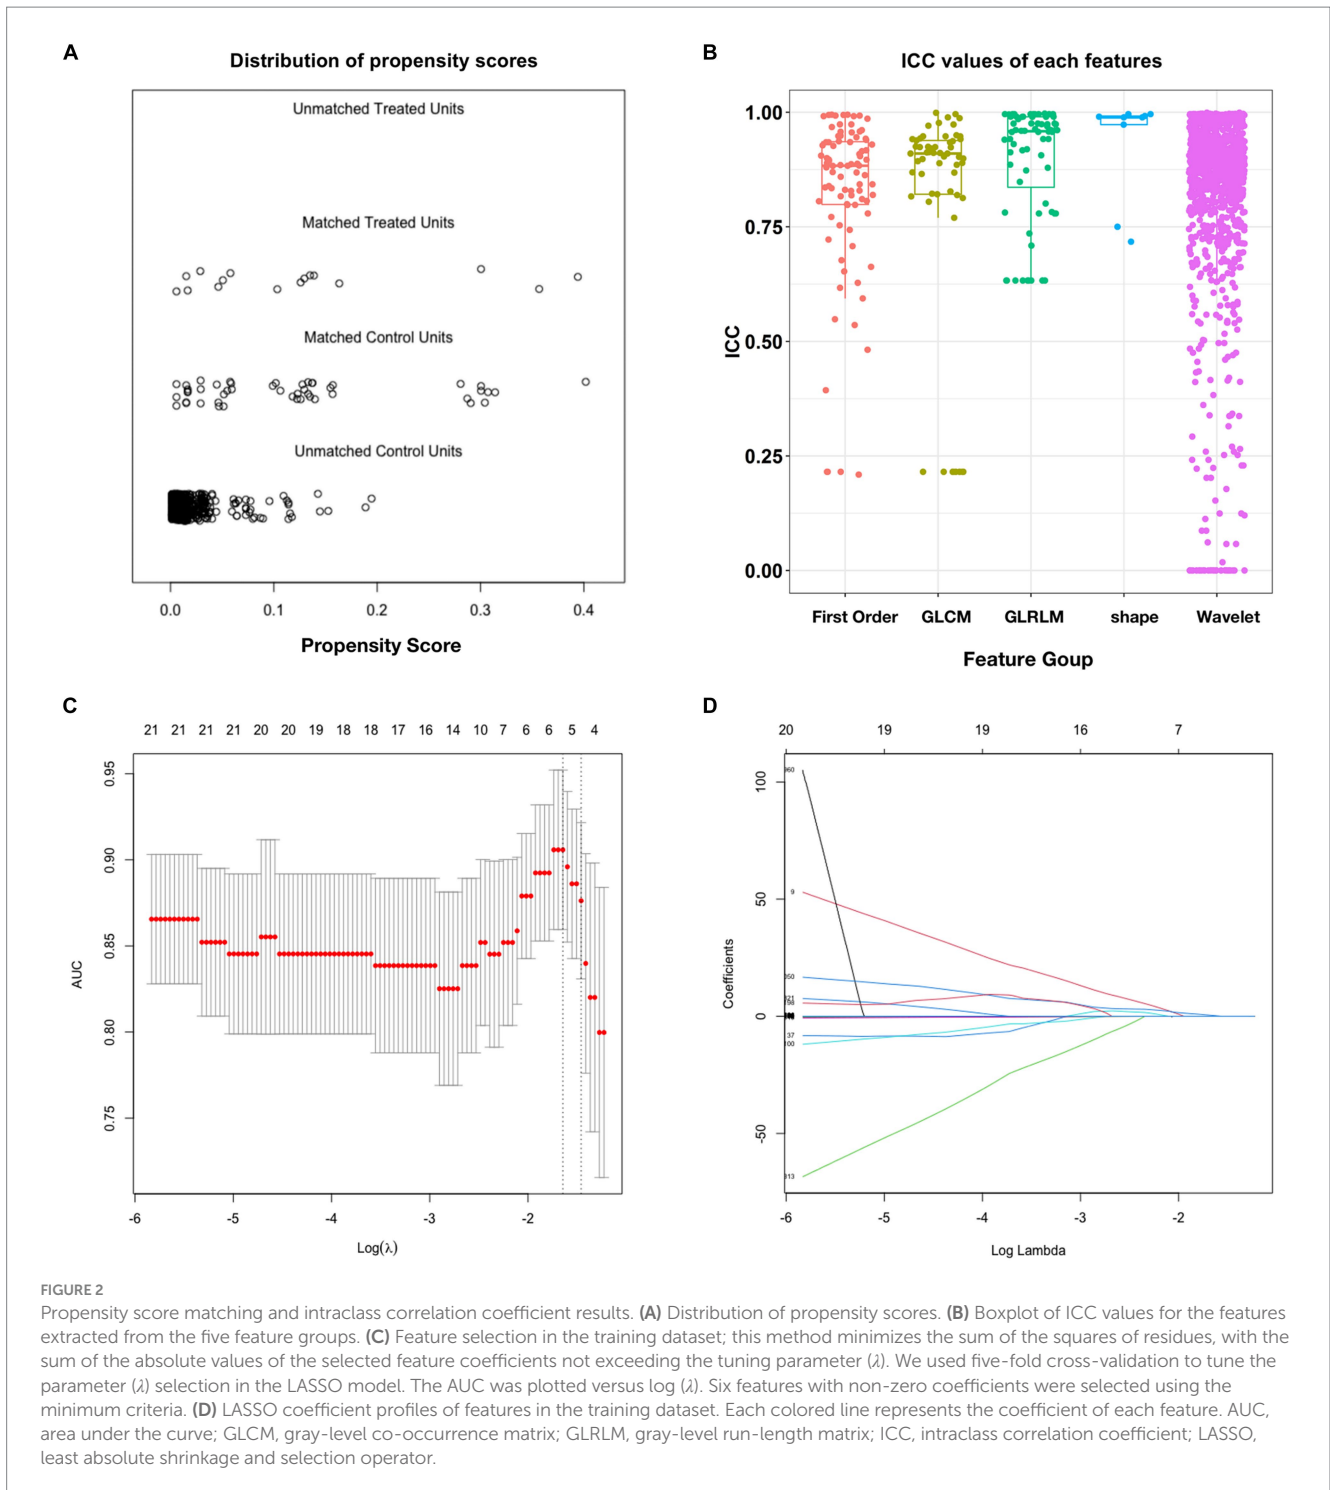 A
Distribution of propensity scores
Unmatched Treated Units
Matched Treated Units
Matched Control Units
Unmatched Control Units
0.0 0.1 0.2 0.3 0.4
Propensity Score
B
ICC values of each features
ICC
1.00
0.75
0.50
0.25
0.00
First Order GLCM GLRLM shape Wavelet
Feature Goup
C
21 21 21 21 20 20 19 18 18 17 16 14 10 7 6 6 5 4
AUC
0.95
0.90
0.85
0.80
0.75
-6 -5 -4 -3 -2
Log(λ)
D
20 19 19 16 7
Coefficients
100
50
0
-50
9
37
-6 -5 -4 -3 -2
Log Lambda
FIGURE 2
Propensity score matching and intraclass correlation coefficient results. (A) Distribution of propensity scores. (B) Boxplot of ICC values for the features
extracted from the five feature groups. (C) Feature selection in the training dataset; this method minimizes the sum of the squares of residues, with the
sum of the absolute values of the selected feature coefficients not exceeding the tuning parameter (λ). We used five-fold cross-validation to tune the
parameter (λ) selection in the LASSO model. The AUC was plotted versus log (λ). Six features with non-zero coefficients were selected using the
minimum criteria. (D) LASSO coefficient profiles of features in the training dataset. Each colored line represents the coefficient of each feature. AUC,
area under the curve; GLCM, gray-level co-occurrence matrix; GLRLM, gray-level run-length matrix; ICC, intraclass correlation coefficient; LASSO,
least absolute shrinkage and selection operator.